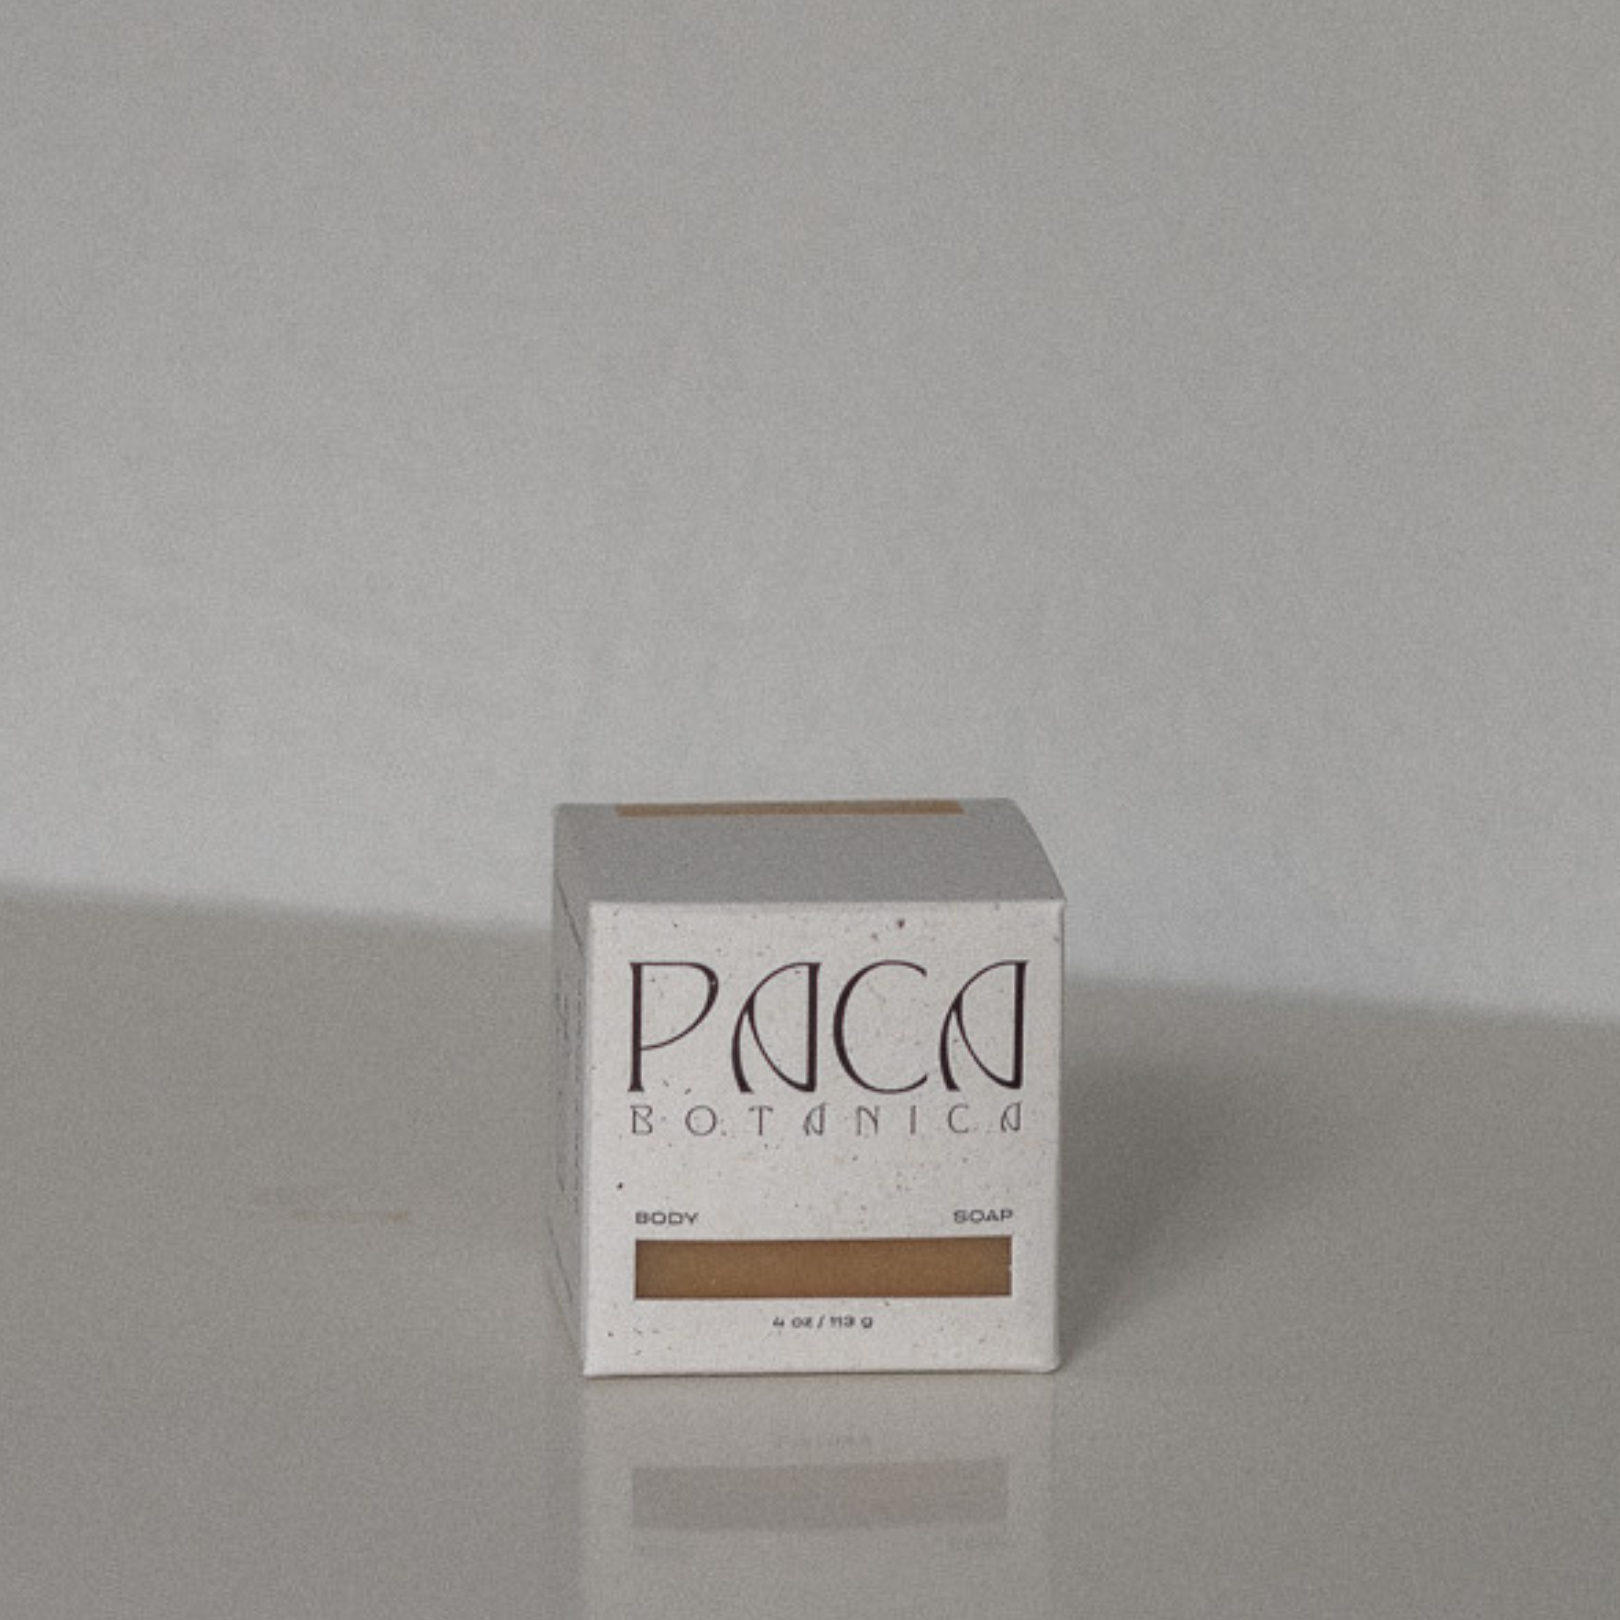 PACA
BOTANICA
BODY SOAP
4 oz / 113 g